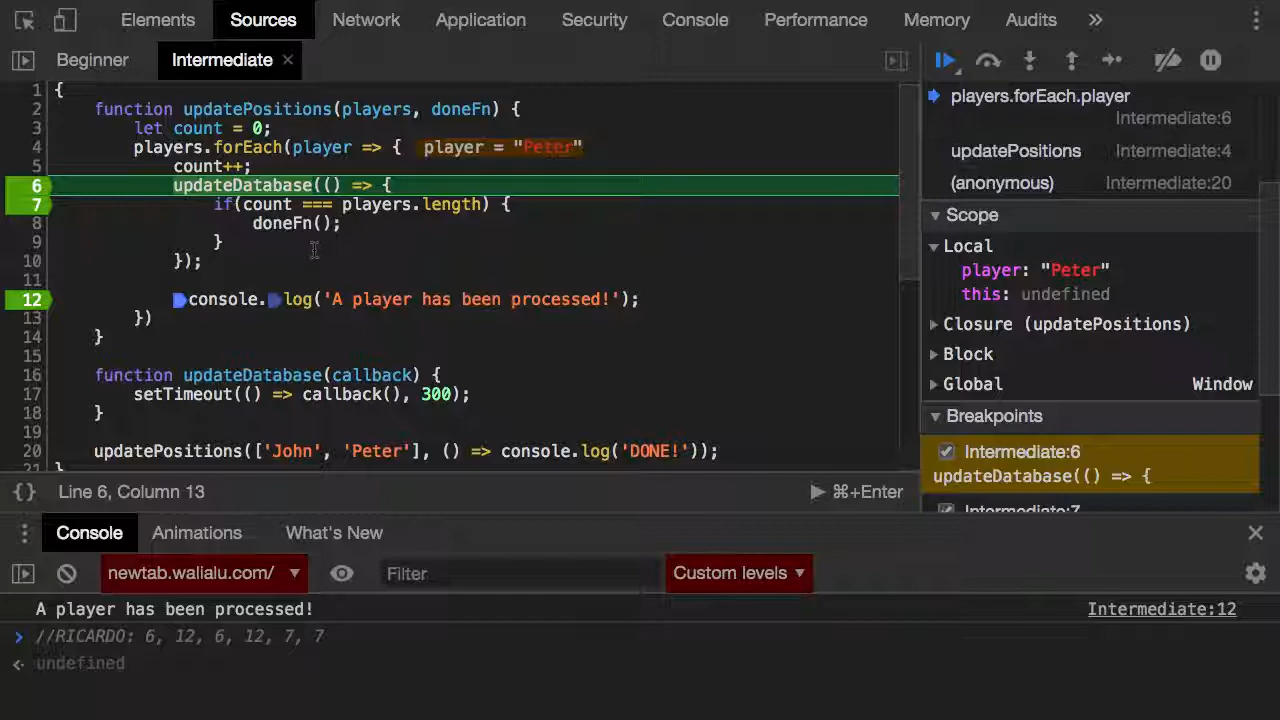 Elements Sources Network Application Security Console Performance Memory Audits »
Beginner Intermediate ×
1 {
2 function updatePositions(players, doneFn) {
3 let count = 0;
4 players.forEach(player => { player = "Peter"
5 count++;
6 updateDatabase(() => {
7 if(count === players.length) {
8 doneFn();
9 }
10 });
11
12 console.log('A player has been processed!');
13 })
14 }
15
16 function updateDatabase(callback) {
17 setTimeout(() => callback(), 300);
18 }
19
20 updatePositions(['John', 'Peter'], () => console.log('DONE!'));
21 }
{} Line 6, Column 13 ⌘+Enter
players.forEach.player
Intermediate:6
updatePositions Intermediate:4
(anonymous) Intermediate:20
Scope
Local
player: "Peter"
this: undefined
Closure (updatePositions)
Block
Global Window
Breakpoints
Intermediate:6
updateDatabase(() => {
Intermediate:7
Console Animations What's New ×
newtab.walialu.com/ Filter Custom levels
A player has been processed! Intermediate:12
//RICARDO: 6, 12, 6, 12, 7, 7
undefined